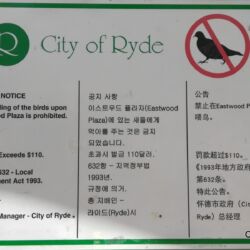 R City of Ryde
NOTICE
ing of the birds upon
d Plaza is prohibited.
Exceeds $110.
632 - Local
ent Act 1993.
Manager - City of Ryde
공지 사항
이스트우드 플라자(Eastwood
Plaza)에 있는 새들에게
먹이를 주는 것은 금지
되었습니다.
초과시 벌금 110달러.
632항 - 지역정부법
1993년.
규정에 의거.
총 지배인 -
라이드(Ryde)시
公告
禁止在Eastwood P
喂鸟。
罚款超过$110。
《1993年地方政府
第632条。
特此公告。
怀德市政府 (Ci
Ryde) 总经理